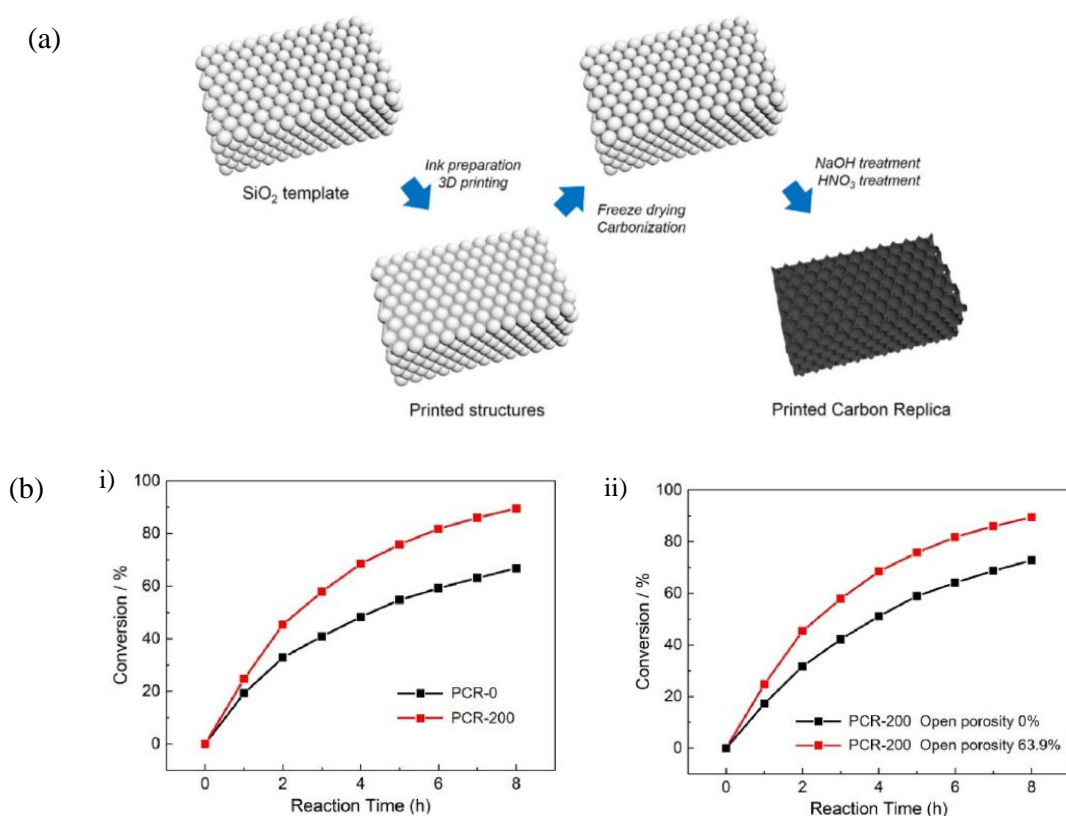 (a)
SiO₂ template
Ink preparation
3D printing
Printed structures
Freeze drying
Carbonization
NaOH treatment
HNO₃ treatment
Printed Carbon Replica
(b)
i)
Conversion / %
100
80
60
40
20
0
PCR-0
PCR-200
0 2 4 6 8
Reaction Time (h)
ii)
Conversion / %
100
80
60
40
20
0
PCR-200 Open porosity 0%
PCR-200 Open porosity 63.9%
0 2 4 6 8
Reaction Time (h)